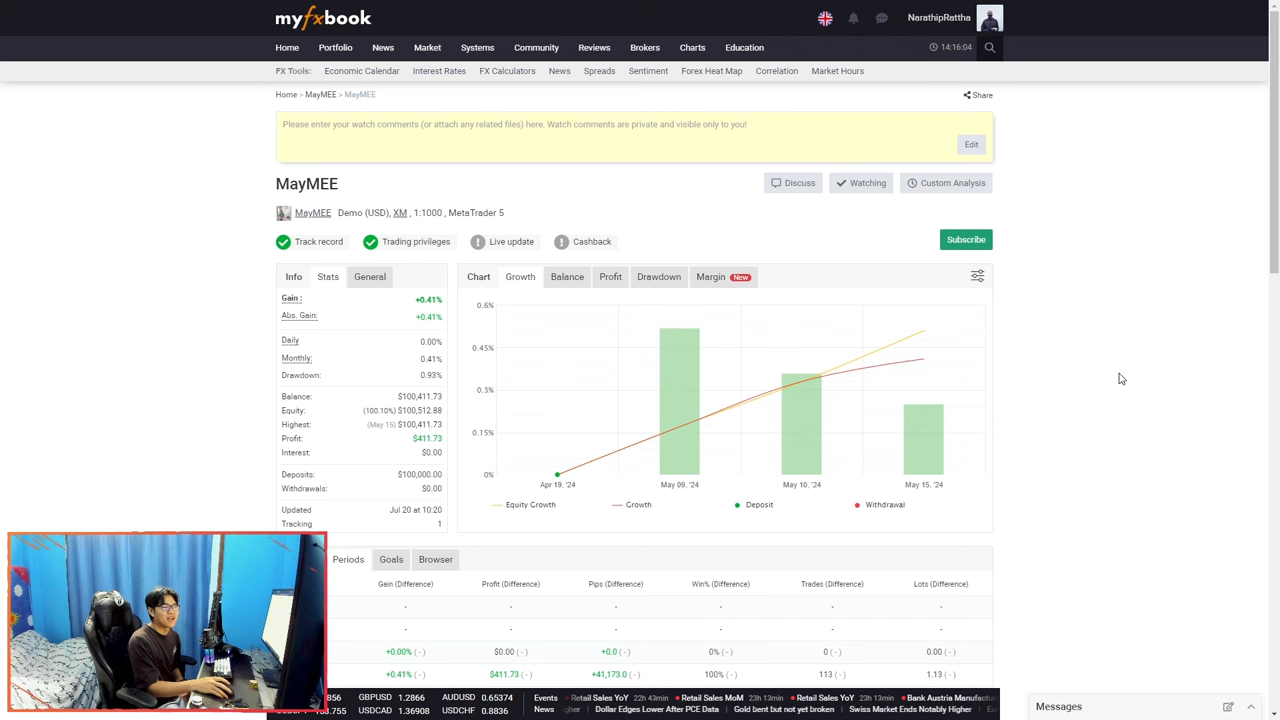 myfxbook
NarathipRattha
Home Portfolio News Market Systems Community Reviews Brokers Charts Education
14:16:04
FX Tools: Economic Calendar Interest Rates FX Calculators News Spreads Sentiment Forex Heat Map Correlation Market Hours
Home > MayMEE > MayMEE
Share
Please enter your watch comments (or attach any related files) here. Watch comments are private and visible only to you!
Edit
MayMEE
Discuss Watching Custom Analysis
MayMEE Demo (USD), XM , 1:1000 , MetaTrader 5
Track record Trading privileges Live update Cashback
Subscribe
Info Stats General
Gain : +0.41%
Abs. Gain: +0.41%
Daily 0.00%
Monthly: 0.41%
Drawdown: 0.93%
Balance: $100,411.73
Equity: (100.10%) $100,512.88
Highest: (May 15) $100,411.73
Profit: $411.73
Interest: $0.00
Deposits: $100,000.00
Withdrawals: $0.00
Updated Jul 20 at 10:20
Tracking 1
Chart Growth Balance Profit Drawdown Margin New
0.6%
0.45%
0.3%
0.15%
0%
Apr 19, '24 May 09, '24 May 10, '24 May 15, '24
Equity Growth Growth Deposit Withdrawal
Periods Goals Browser
Gain (Difference) Profit (Difference) Pips (Difference) Win% (Difference) Trades (Difference) Lots (Difference)
- - - - - -
- - - - - -
+0.00% ( - ) $0.00 ( - ) +0.0 ( - ) 0% ( - ) 0 ( - ) 0.00 ( - )
+0.41% ( - ) $411.73 ( - ) +41,173.0 ( - ) 100% ( - ) 113 ( - ) 1.13 ( - )
856 GBPUSD 1.2866 AUDUSD 0.65374 Events Retail Sales YoY 22h 43min Retail Sales MoM 23h 13min Retail Sales YoY 23h 13min Bank Austria Manufactu
.755 USDCAD 1.36908 CHF 0.8836 News gher Dollar Edges Lower After PCE Data Gold bent but not yet broken Swiss Market Ends Notably Higher
Messages